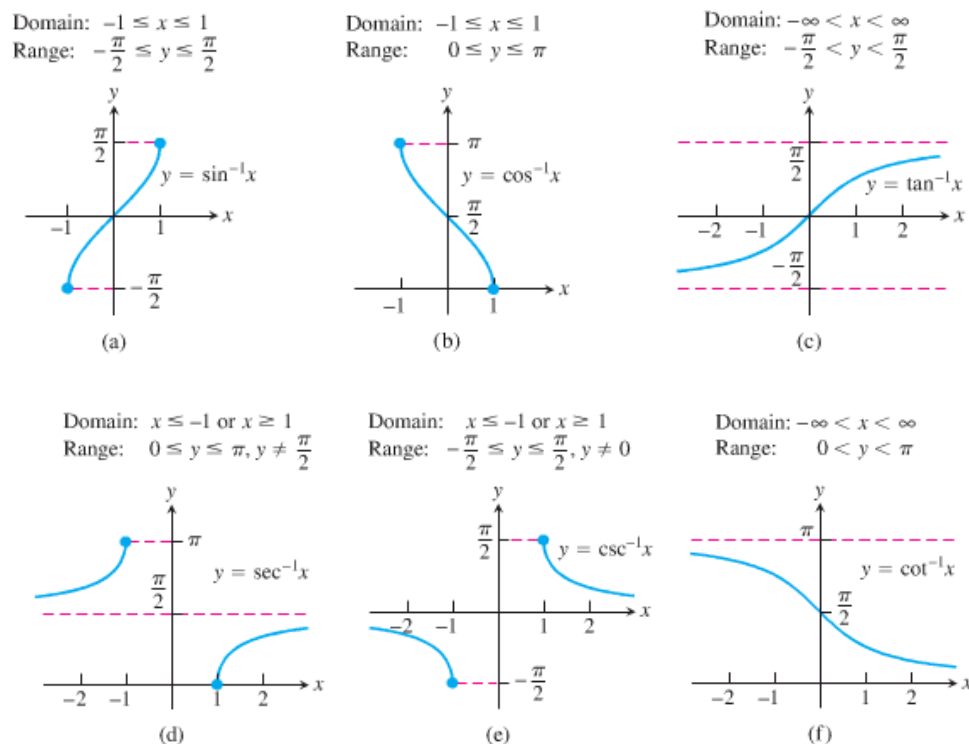 Domain: −1 ≤ x ≤ 1
Range: −π/2 ≤ y ≤ π/2
y
π/2
y = sin⁻¹x
−1
1
x
−π/2
(a)
Domain: −1 ≤ x ≤ 1
Range: 0 ≤ y ≤ π
y
π
y = cos⁻¹x
π/2
−1
1
x
(b)
Domain: −∞ < x < ∞
Range: −π/2 < y < π/2
y
π/2
y = tan⁻¹x
−2
−1
1
2
x
−π/2
(c)
Domain: x ≤ −1 or x ≥ 1
Range: 0 ≤ y ≤ π, y ≠ π/2
y
π
π/2
y = sec⁻¹x
−2
−1
1
2
x
(d)
Domain: x ≤ −1 or x ≥ 1
Range: −π/2 ≤ y ≤ π/2, y ≠ 0
y
π/2
y = csc⁻¹x
−2
−1
1
2
x
−π/2
(e)
Domain: −∞ < x < ∞
Range: 0 < y < π
y
π
y = cot⁻¹x
π/2
−2
−1
1
2
x
(f)